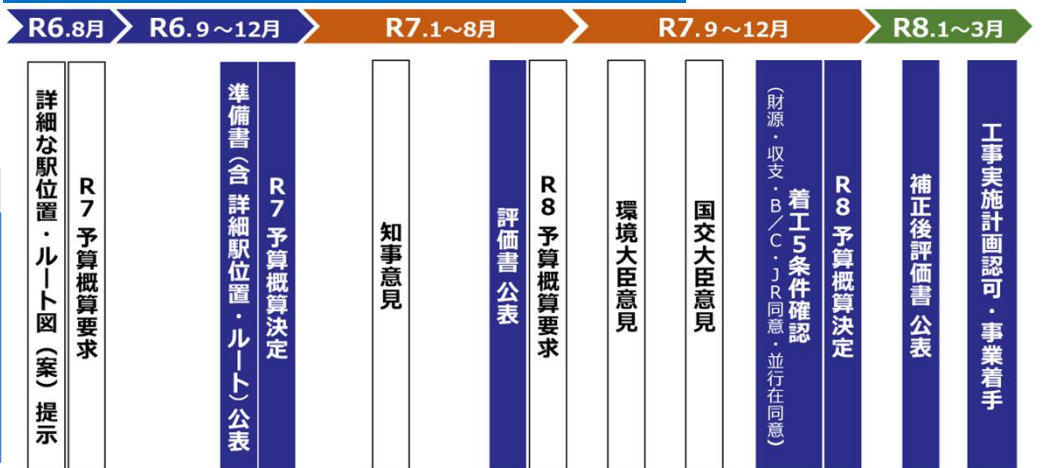 R6.8月
R6.9～12月
R7.1～8月
R7.9～12月
R8.1～3月
詳細な駅位置・ルート図（案）提示
R7予算概算要求
準備書（含 詳細駅位置・ルート）公表
R7予算概算決定
知事意見
評価書 公表
R8予算概算要求
環境大臣意見
国交大臣意見
着工5条件確認
（財源・収支・B／C・JR同意・並行在同意）
R8予算概算決定
補正後評価書 公表
工事実施計画認可・事業着手